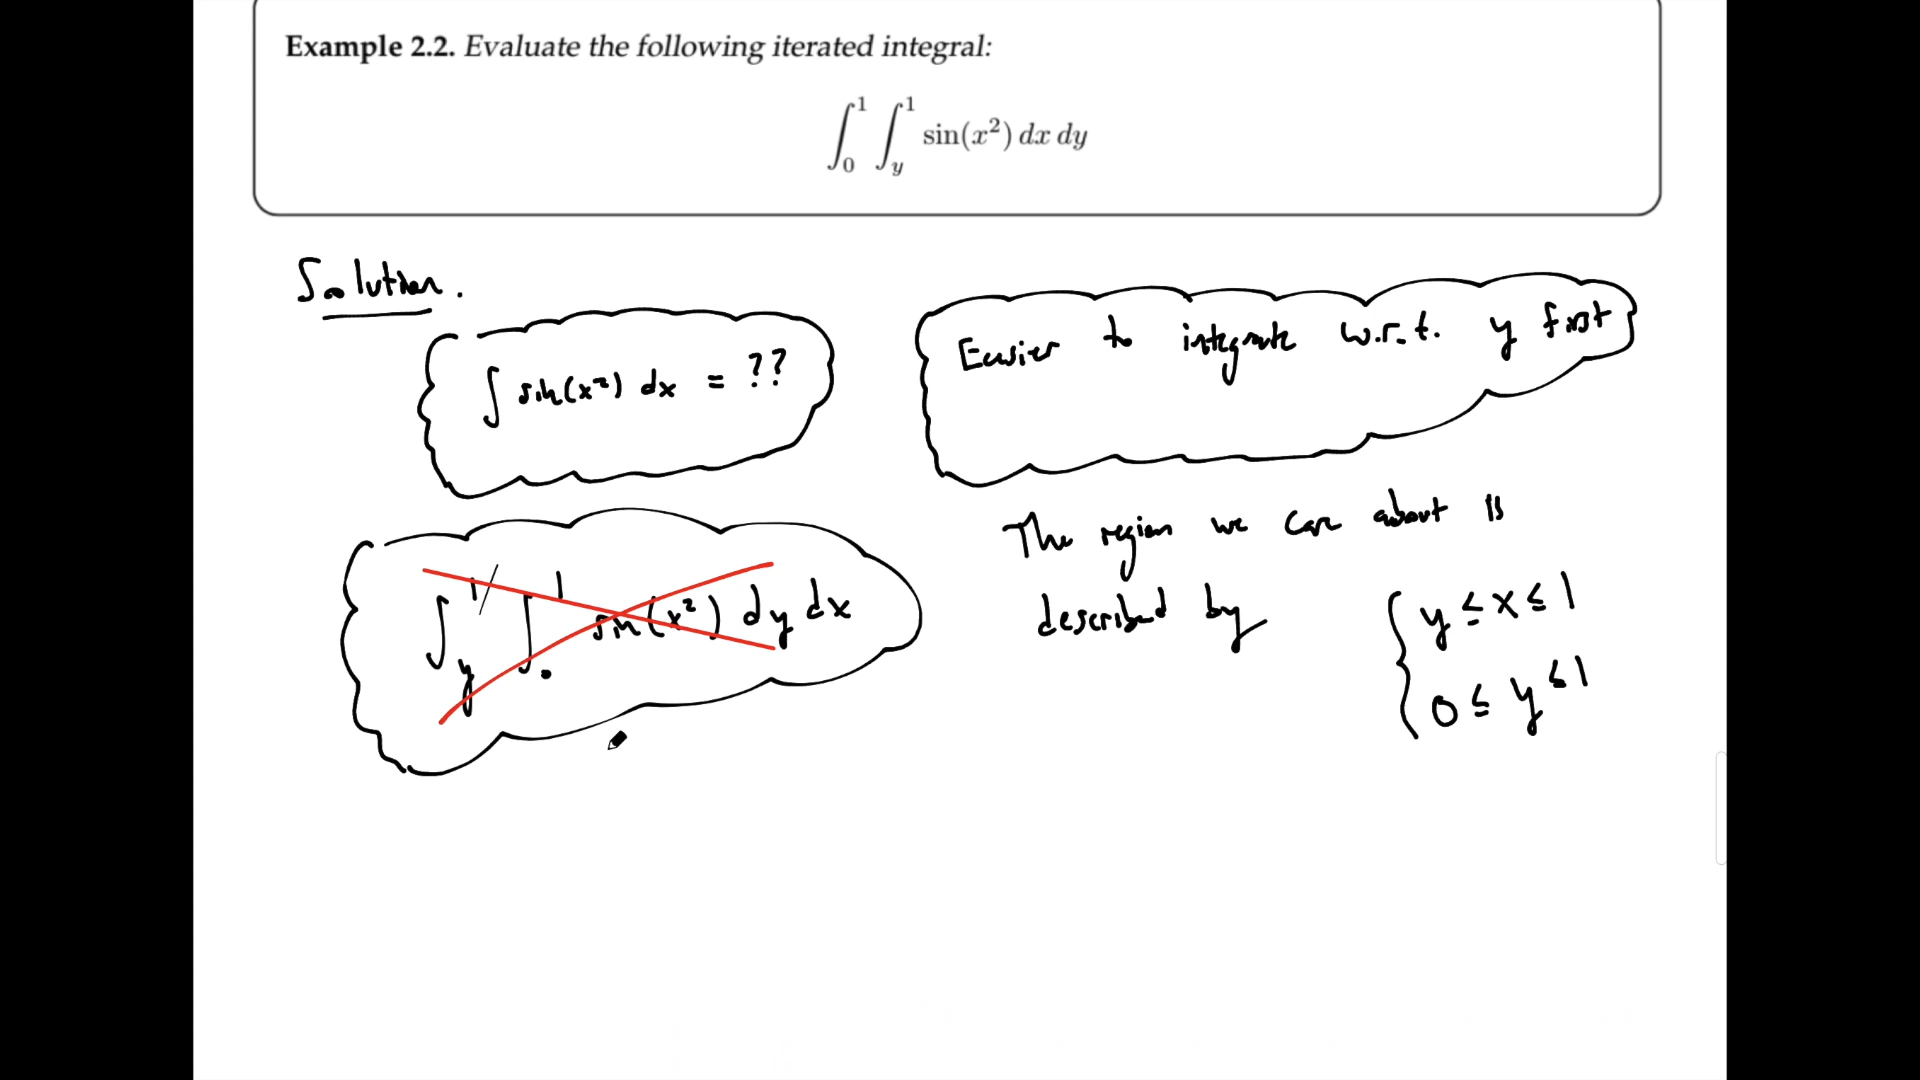 Example 2.2. Evaluate the following iterated integral:
∫₀¹ ∫ᵧ¹ sin(x²) dx dy
Solution.
∫ sin(x²) dx = ??
Easier to integrate w.r.t. y first
∫ᵧ¹ ∫₀¹ sin(x²) dy dx
The region we care about is
described by { y ≤ x ≤ 1
0 ≤ y ≤ 1